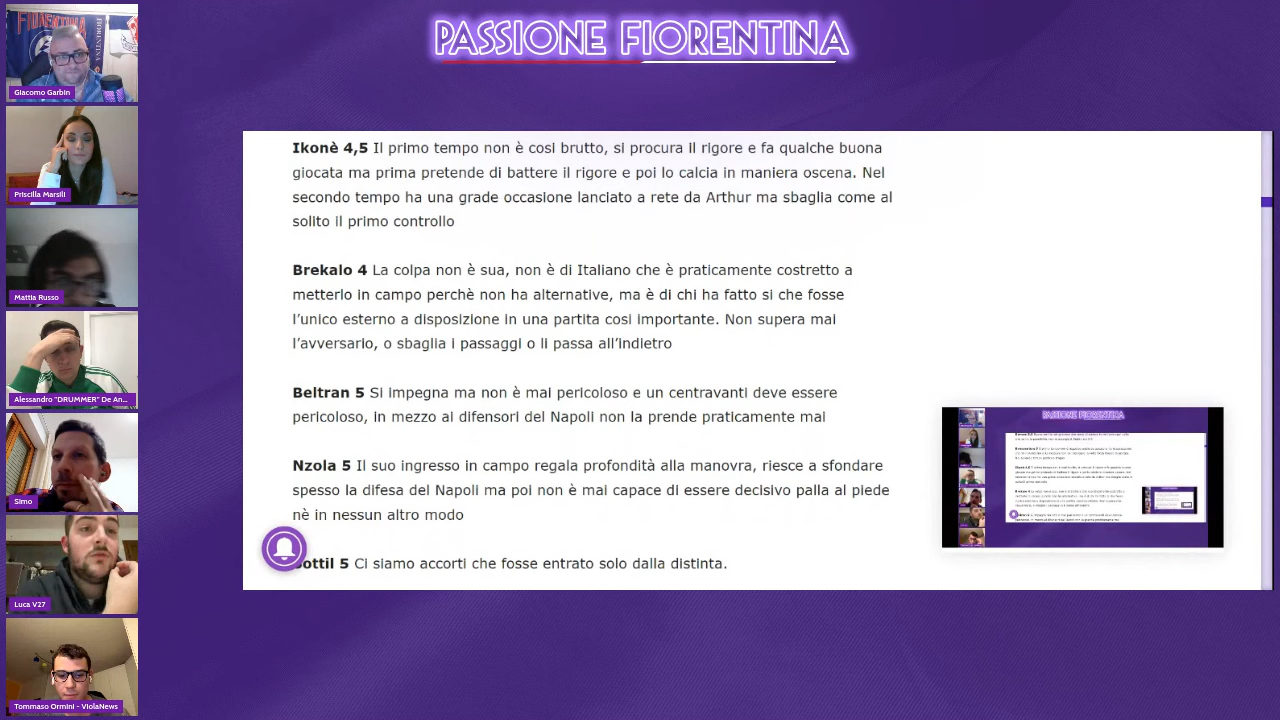 PASSIONE FIORENTINA
FIORENTINA
FIORENTINA
Giacomo Garbin
Priscilla Marsili
Mattia Russo
Alessandro "DRUMMER" De An...
Simo
Luca V27
Tommaso Ormini - ViolaNews
Ikonè 4,5 Il primo tempo non è cosi brutto, si procura il rigore e fa qualche buona
giocata ma prima pretende di battere il rigore e poi lo calcia in maniera oscena. Nel
secondo tempo ha una grade occasione lanciato a rete da Arthur ma sbaglia come al
solito il primo controllo
Brekalo 4 La colpa non è sua, non è di Italiano che è praticamente costretto a
metterlo in campo perchè non ha alternative, ma è di chi ha fatto si che fosse
l'unico esterno a disposizione in una partita cosi importante. Non supera mai
l'avversario, o sbaglia i passaggi o li passa all'indietro
Beltran 5 Si impegna ma non è mai pericoloso e un centravanti deve essere
pericoloso, in mezzo ai difensori del Napoli non la prende praticamente mai
Nzola 5 Il suo ingresso in campo regala profondità alla manovra, riesce a sfondare
spesso la difesa del Napoli ma poi non è mai capace di essere decisivo palla al piede
nè in nessun altro modo
ottil 5 Ci siamo accorti che fosse entrato solo dalla distinta.
PASSIONE FIORENTINA